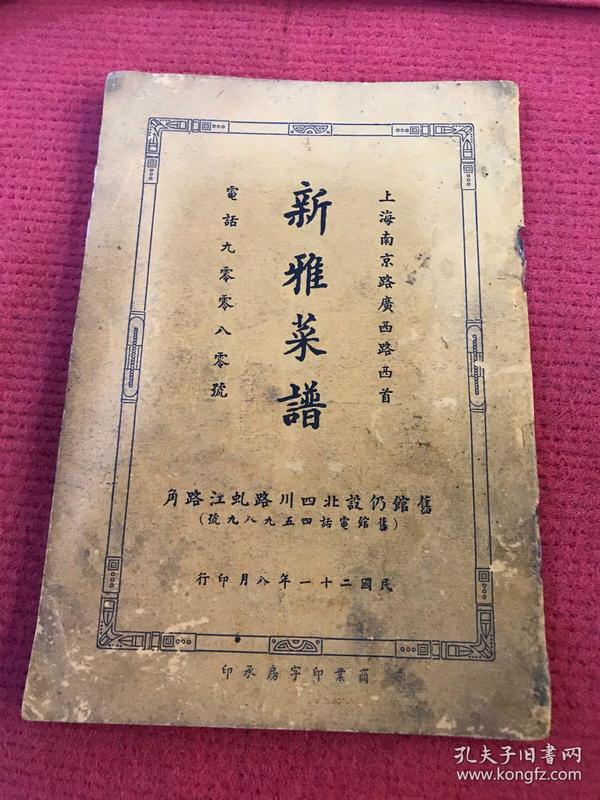 上海南京路廣西路西首
新雅菜譜
電話九零零八零號
舊館仍設北四川路虬江路角
(舊館電話四五九八九號)
民國二十一年八月印行
商業印字房承印
孔夫子旧书网
www.kongfz.com